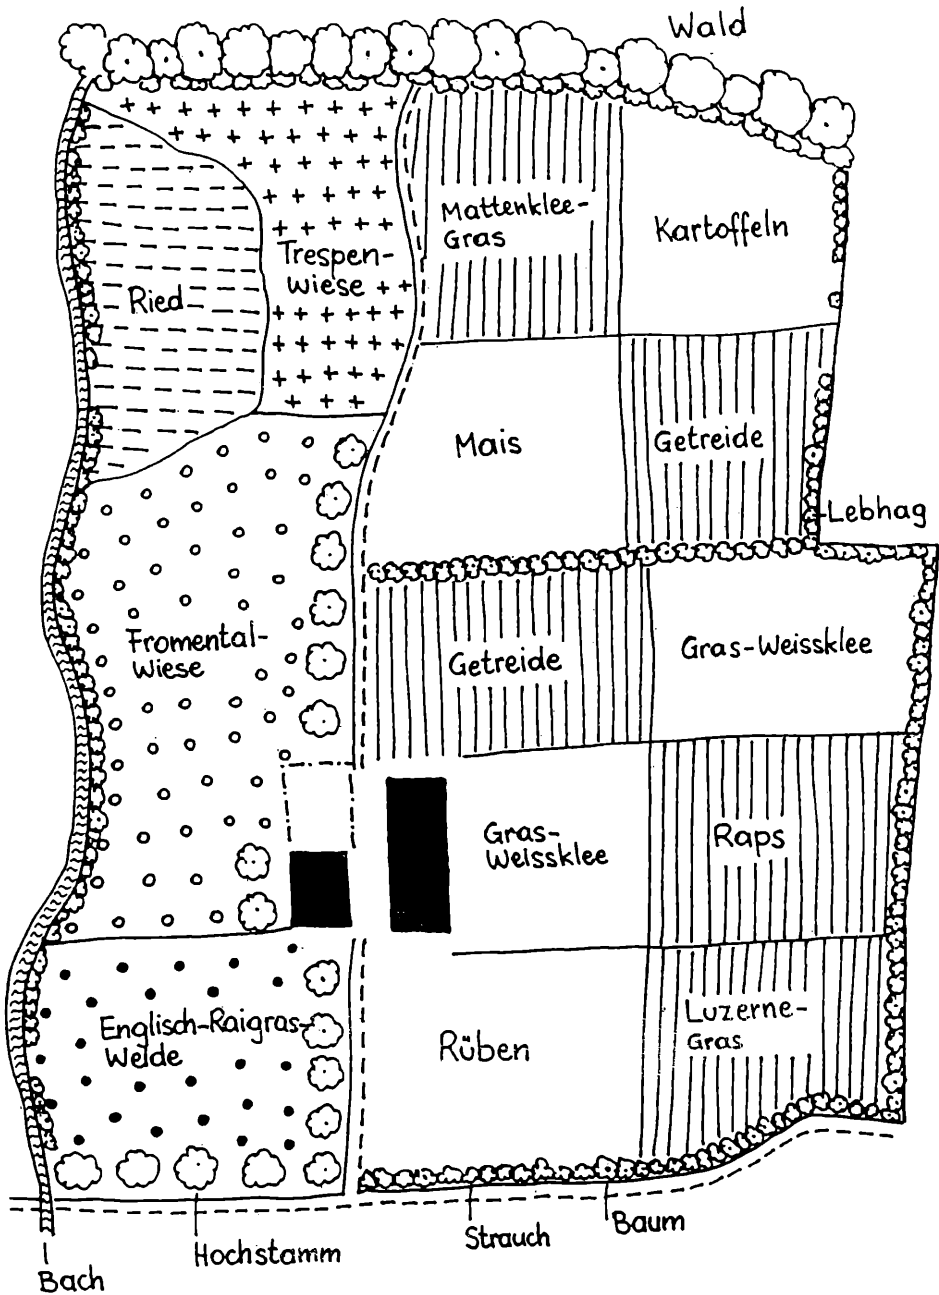 Wald
Mattenklee-
Gras
Kartoffeln
Trespen-
wiese
Ried
Mais
Getreide
Lebhag
Fromental-
wiese
Getreide
Gras-Weissklee
Gras-
Weissklee
Raps
Englisch-Raigras-
Weide
Rüben
Luzerne-
Gras
Hochstamm
Strauch
Baum
Bach